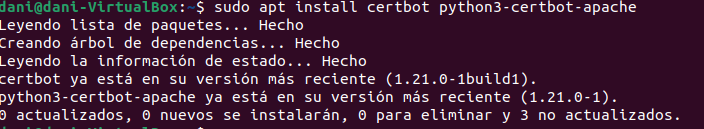 dani@dani-VirtualBox:~$ sudo apt install certbot python3-certbot-apache
Leyendo lista de paquetes... Hecho
Creando árbol de dependencias... Hecho
Leyendo la información de estado... Hecho
certbot ya está en su versión más reciente (1.21.0-1build1).
python3-certbot-apache ya está en su versión más reciente (1.21.0-1).
0 actualizados, 0 nuevos se instalarán, 0 para eliminar y 3 no actualizados.